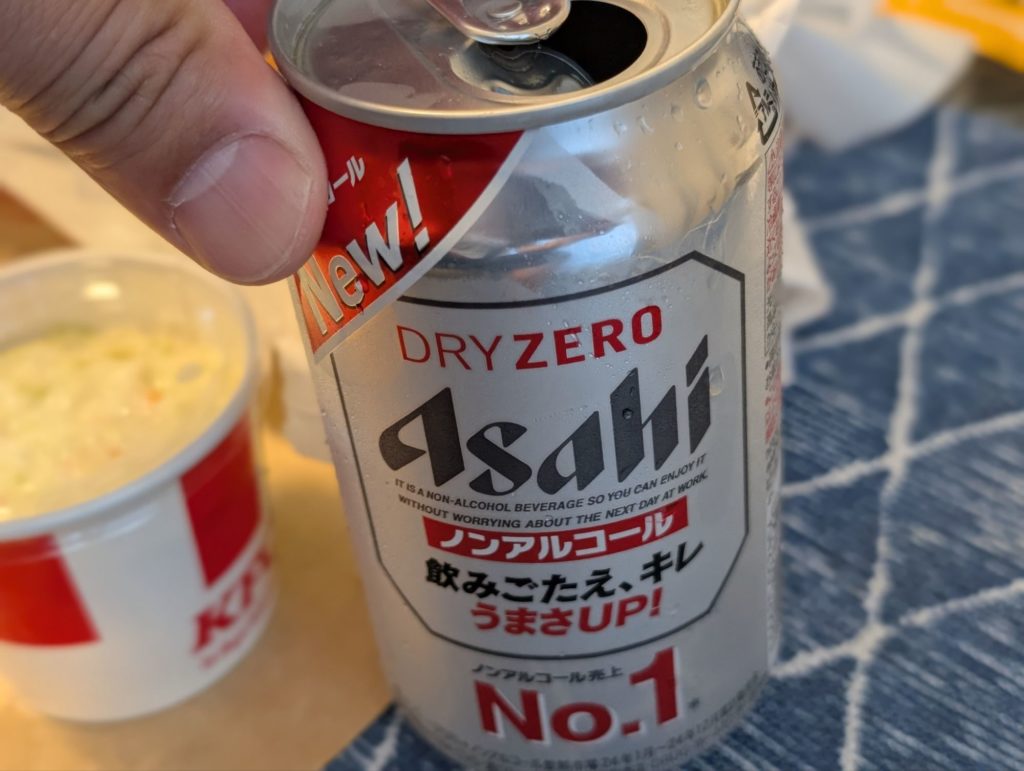 ール
New!
DRY ZERO
Asahi
IT IS A NON-ALCOHOL BEVERAGE SO YOU CAN ENJOY IT
WITHOUT WORRYING ABOUT THE NEXT DAY AT WORK.
ノンアルコール
飲みごたえ、キレ
うまさUP!
ノンアルコール売上
No.1